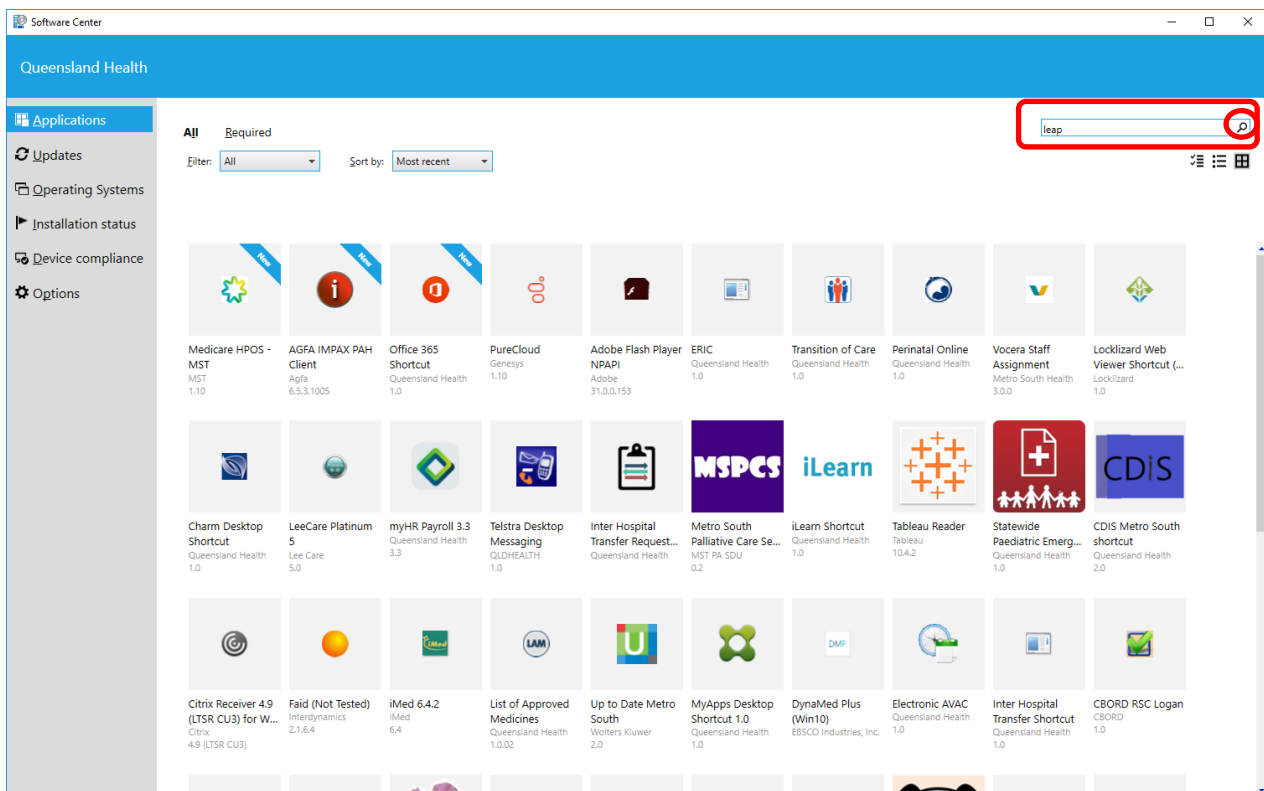 Software Center
Queensland Health
Applications
Updates
Operating Systems
Installation status
Device compliance
Options
All Required
leap
Filter: All Sort by: Most recent
New New New
i
MSPCS iLearn CDiS
Medicare HPOS - MST
MST
1.10
AGFA IMPAX PAH Client
Agfa
6.5.3.1005
Office 365 Shortcut
Queensland Health
1.0
PureCloud
Genesys
1.10
Adobe Flash Player NPAPI
Adobe
31.0.0.153
ERIC
Queensland Health
1.0
Transition of Care
Queensland Health
1.0
Perinatal Online
Queensland Health
1.0
Vocera Staff Assignment
Metro South Health
3.0.0
Locklizard Web Viewer Shortcut (...
Locklizard
1.0
Charm Desktop Shortcut
Queensland Health
1.0
LeeCare Platinum 5
Lee Care
5.0
myHR Payroll 3.3
Queensland Health
3.3
Telstra Desktop Messaging
QLDHEALTH
1.0
Inter Hospital Transfer Request...
Queensland Health
Metro South Palliative Care Se...
MST PA SDU
0.2
iLearn Shortcut
Queensland Health
1.0
Tableau Reader
Tableau
10.4.2
Statewide Paediatric Emerg...
Queensland Health
1.0
CDIS Metro South shortcut
Queensland Health
2.0
iMed LAM U DMP
Citrix Receiver 4.9 (LTSR CU3) for W...
Citrix
4.9 (LTSR CU3)
Faid (Not Tested)
Interdynamics
2.1.6.4
iMed 6.4.2
iMed
6.4
List of Approved Medicines
Queensland Health
1.0.02
Up to Date Metro South
Wolters Kluwer
2.0
MyApps Desktop Shortcut 1.0
Queensland Health
1.0
DynaMed Plus (Win10)
EBSCO Industries, Inc.
Electronic AVAC
Queensland Health
1.0
Inter Hospital Transfer Shortcut
Queensland Health
1.0
CBORD RSC Logan
CBORD
1.0